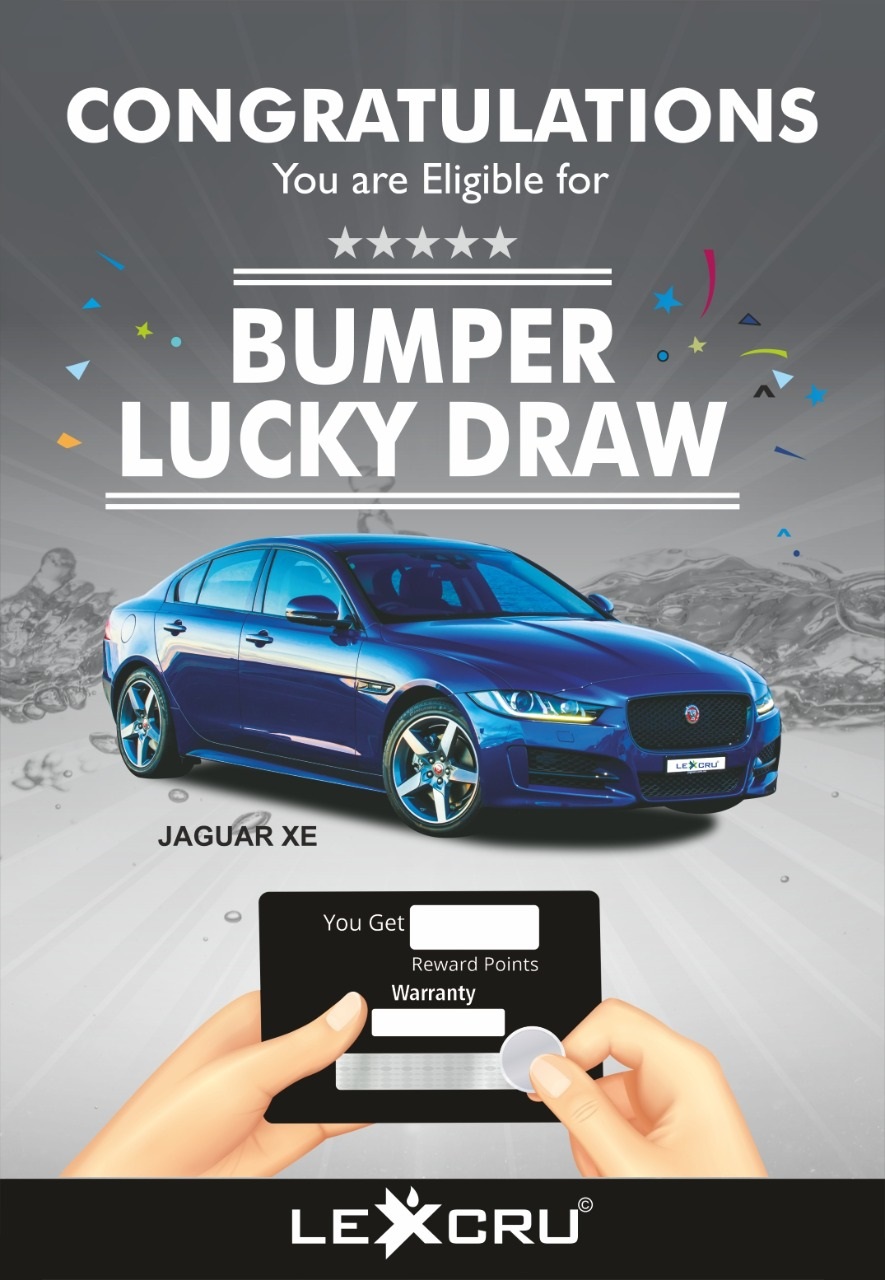 CONGRATULATIONS
You are Eligible for
BUMPER
LUCKY DRAW
LEXCRU
JAGUAR XE
You Get
Reward Points
Warranty
LEXCRU©